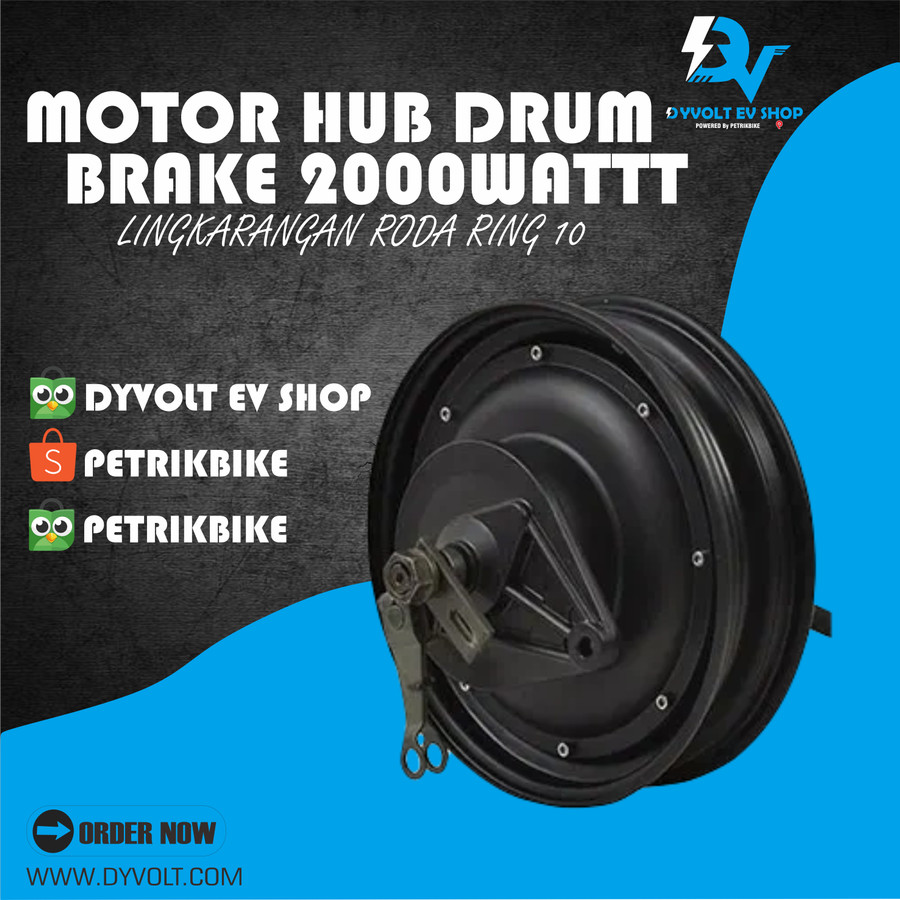 DYVOLT EV SHOP
POWERED By PETRIKBIKE
MOTOR HUB DRUM
BRAKE 2000WATTT
LINGKARANGAN RODA RING 10
DYVOLT EV SHOP
S PETRIKBIKE
PETRIKBIKE
ORDER NOW
WWW.DYVOLT.COM